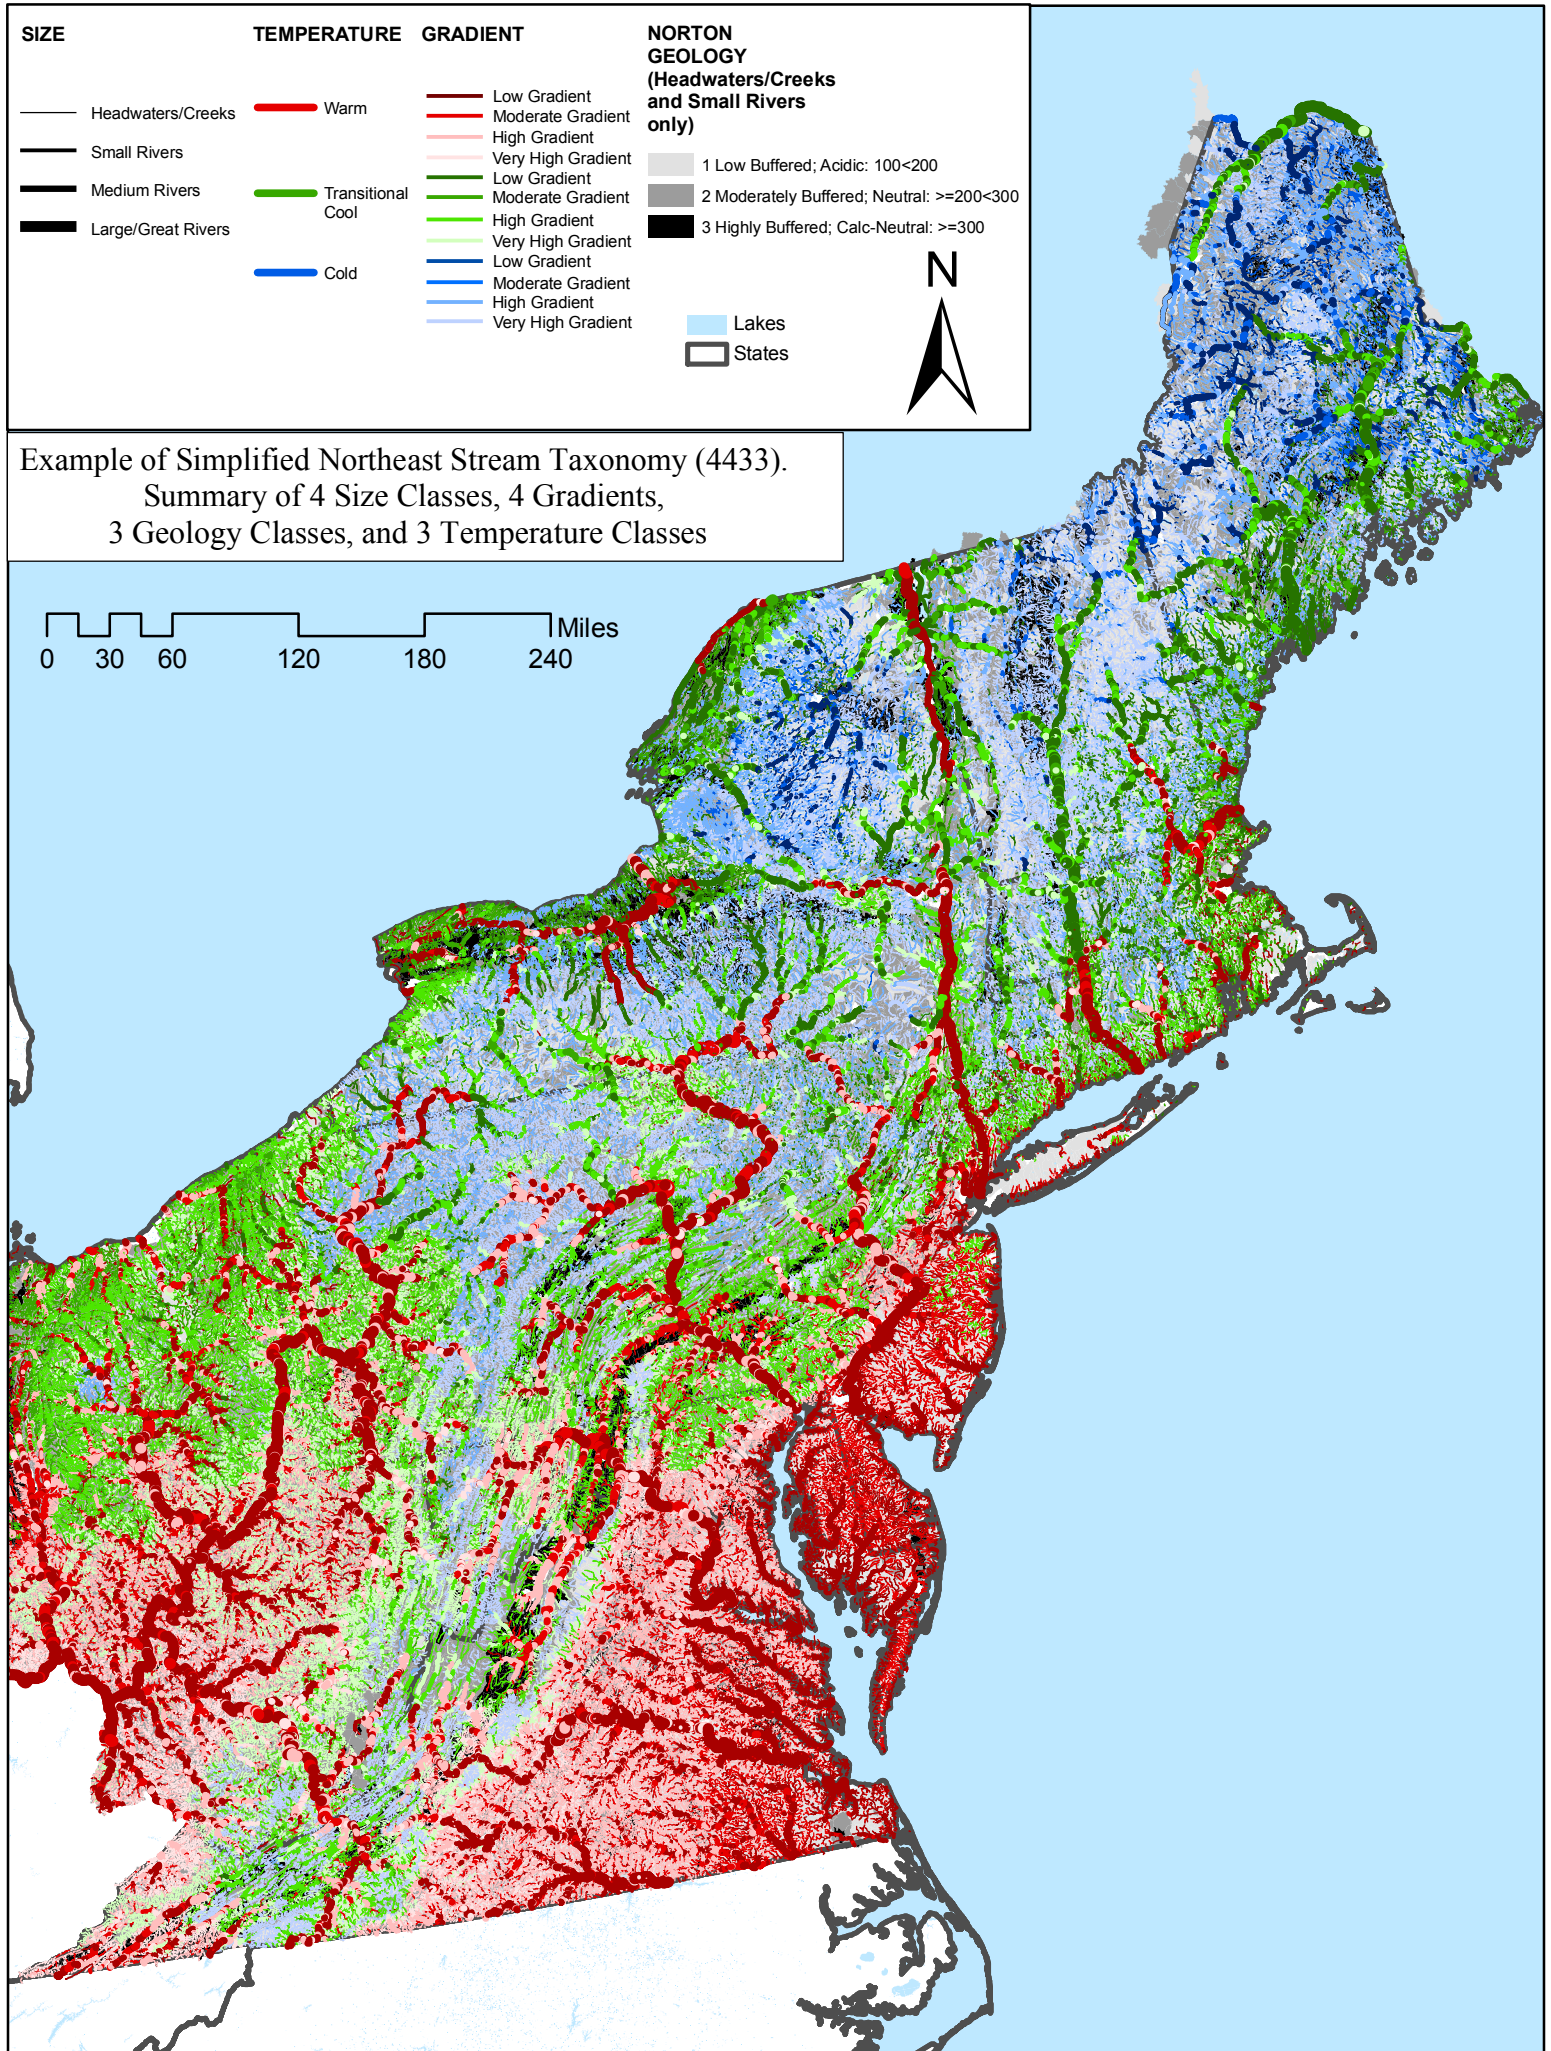 SIZE
Headwaters/Creeks
Small Rivers
Medium Rivers
Large/Great Rivers
TEMPERATURE
Warm
Transitional
Cool
Cold
GRADIENT
Low Gradient
Moderate Gradient
High Gradient
Very High Gradient
Low Gradient
Moderate Gradient
High Gradient
Very High Gradient
Low Gradient
Moderate Gradient
High Gradient
Very High Gradient
NORTON
GEOLOGY
(Headwaters/Creeks
and Small Rivers
only)
1 Low Buffered; Acidic: 100<200
2 Moderately Buffered; Neutral: >=200<300
3 Highly Buffered; Calc-Neutral: >=300
N
Lakes
States
Example of Simplified Northeast Stream Taxonomy (4433).
Summary of 4 Size Classes, 4 Gradients,
3 Geology Classes, and 3 Temperature Classes
Miles
0 30 60 120 180 240